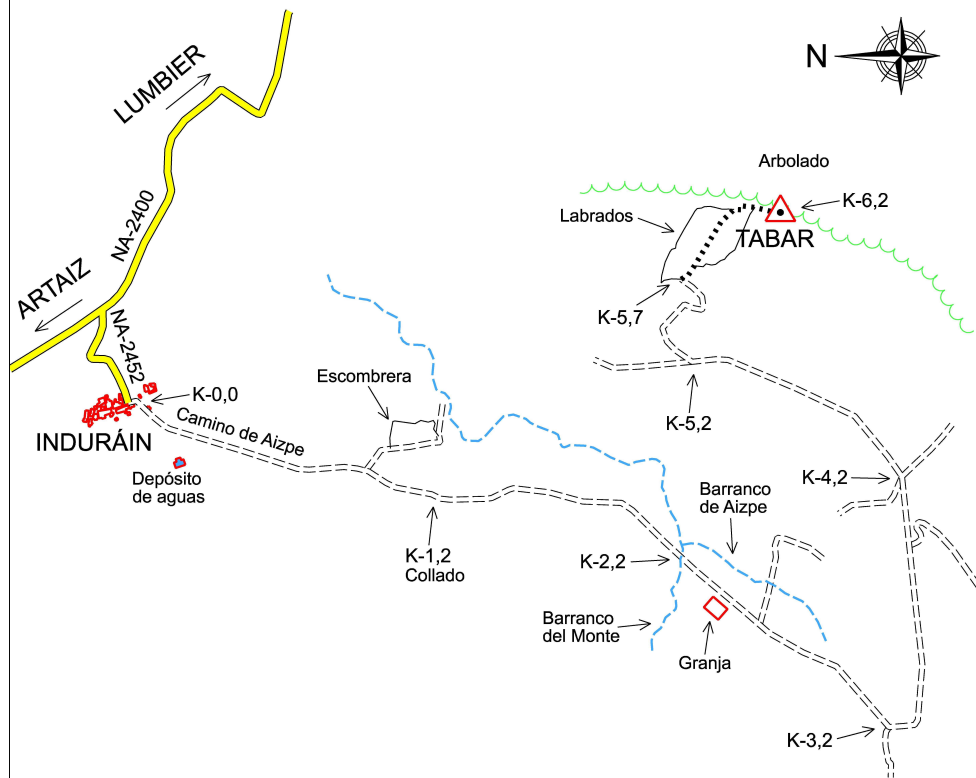 N
LUMBIER
NA-2400
ARTAIZ
NA-2452
Arbolado
K-6,2
Labrados
TABAR
K-5,7
Escombrera
K-0,0
Camino de Aizpe
INDURÁIN
K-5,2
Depósito
de aguas
K-4,2
Barranco
de Aizpe
K-1,2
Collado
K-2,2
Barranco
del Monte
Granja
K-3,2